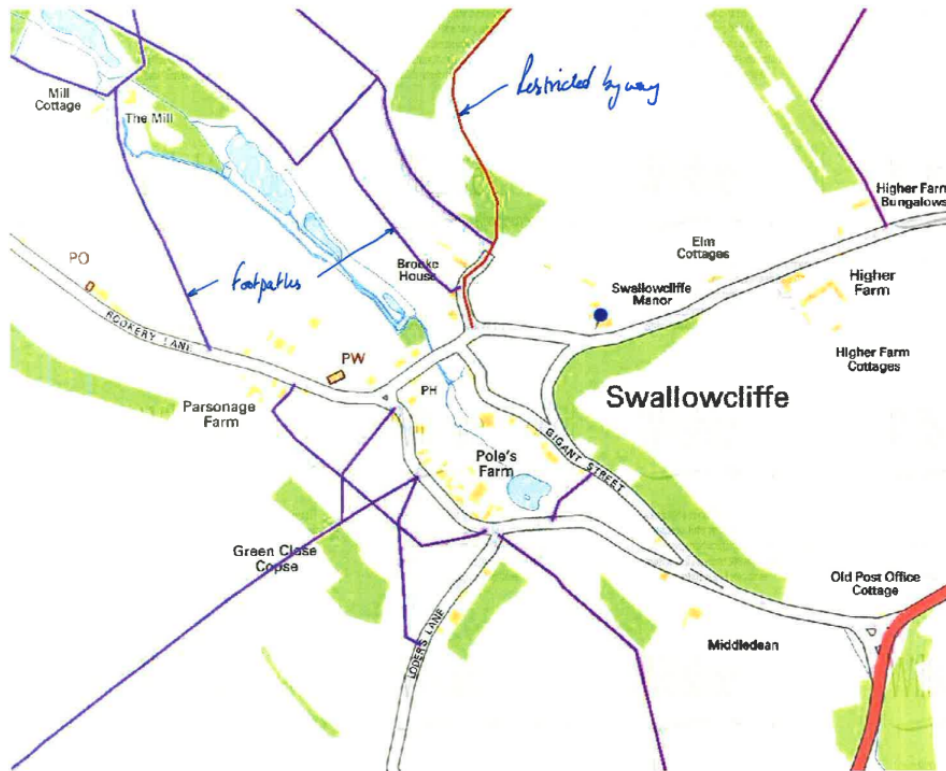 Restricted byway
Mill
Cottage
The Mill
Higher Farm
Bungalows
Elm
Cottages
PO
Footpaths
Brooke
House
Swallowcliffe
Manor
Higher
Farm
ROOKERY LANE
PW
Higher Farm
Cottages
PH
Parsonage
Farm
Swallowcliffe
GIGANT STREET
Pole's
Farm
Green Close
Copse
Old Post Office
Cottage
LODER'S LANE
Middledean